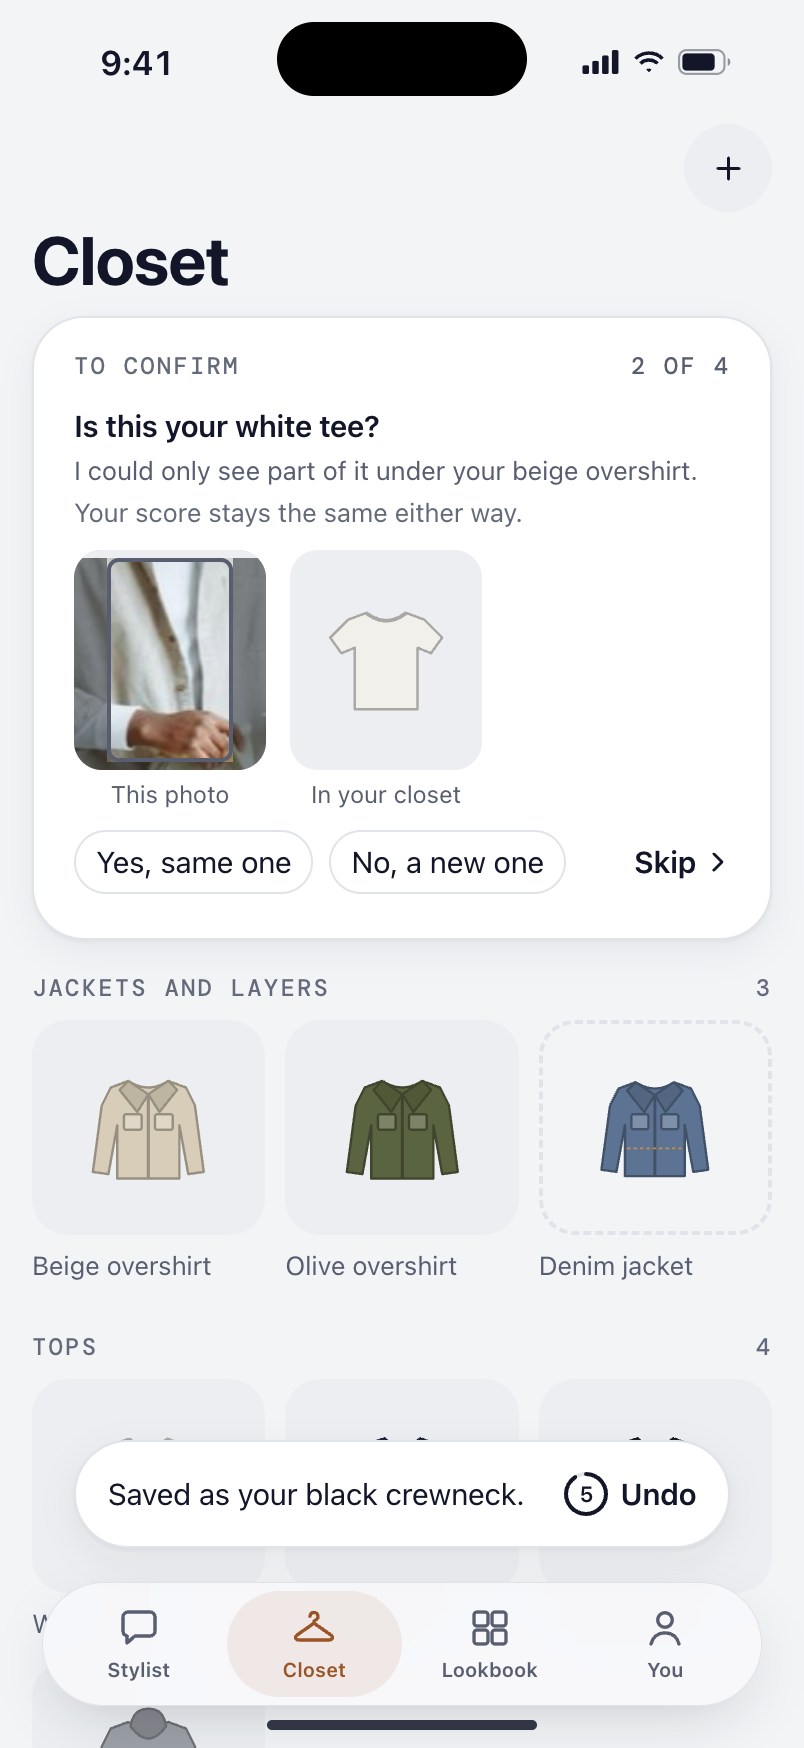 9:41
Closet
TO CONFIRM 2 OF 4
Is this your white tee?
I could only see part of it under your beige overshirt.
Your score stays the same either way.
This photo In your closet
Yes, same one No, a new one Skip
JACKETS AND LAYERS 3
Beige overshirt Olive overshirt Denim jacket
TOPS 4
Saved as your black crewneck. 5 Undo
Stylist Closet Lookbook You